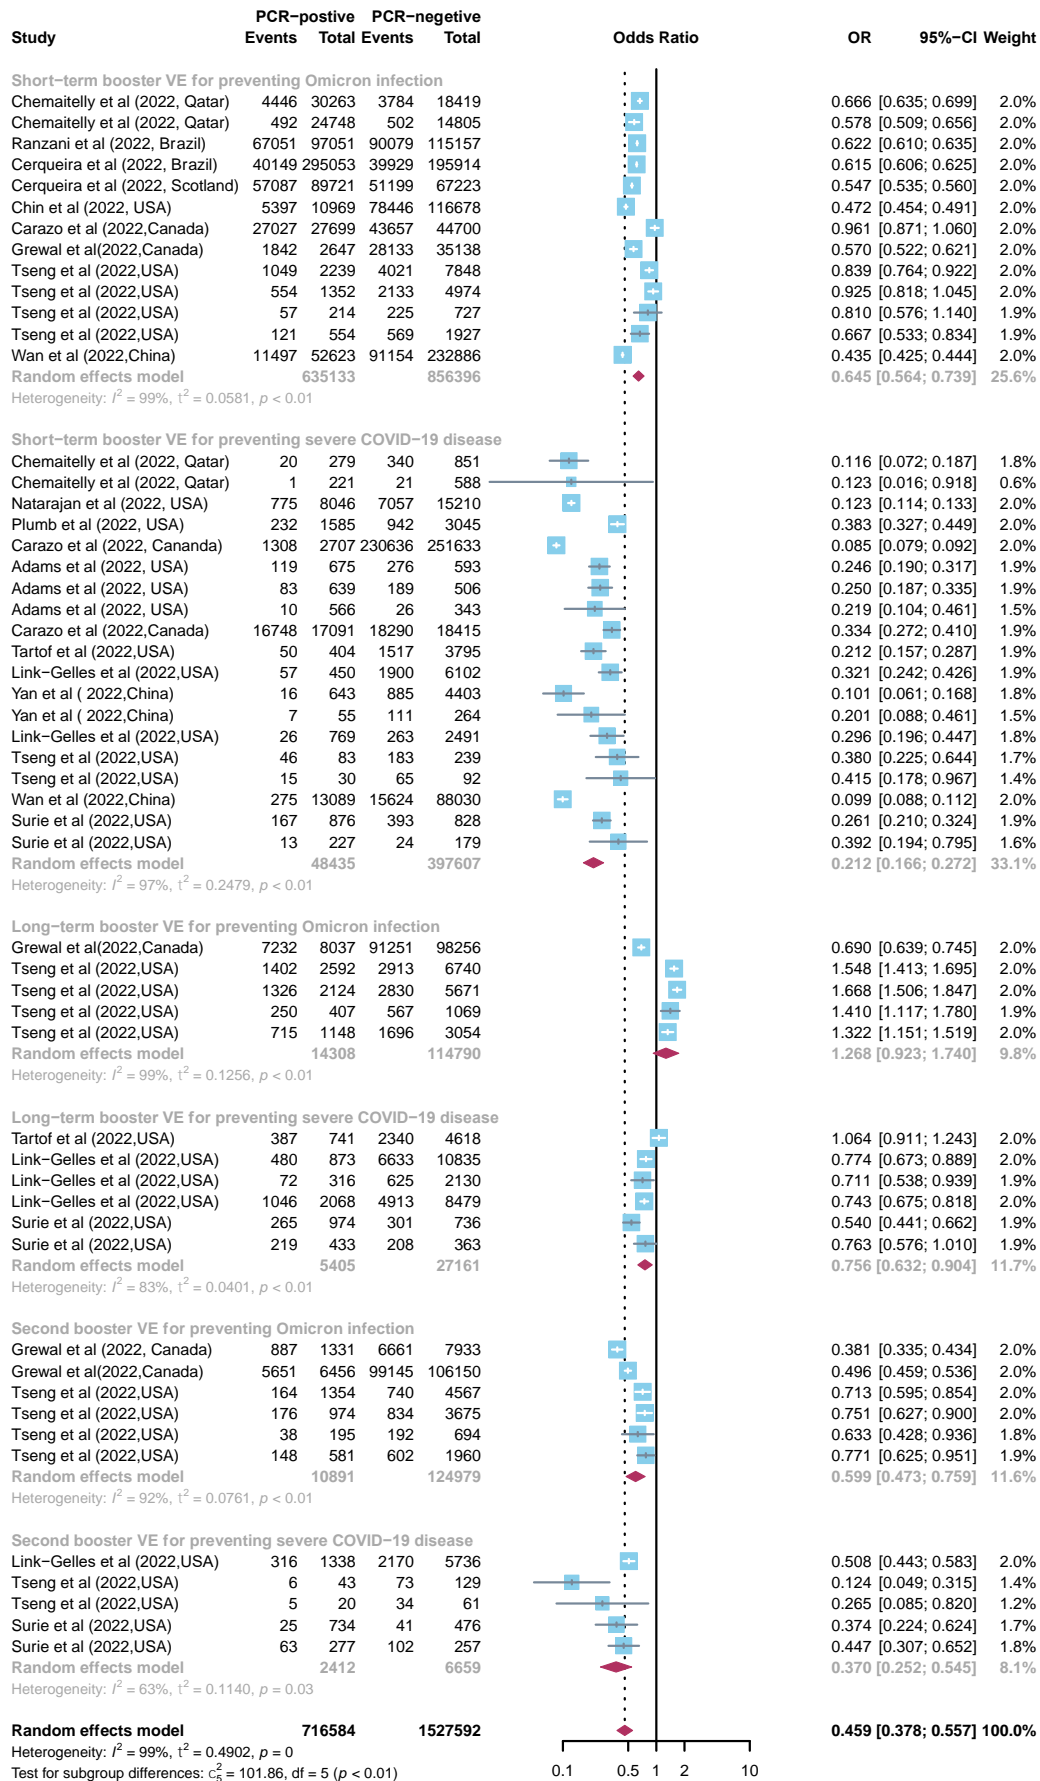 PCR−postive PCR−negetive
Study Events Total Events Total Odds Ratio OR 95%−CI Weight
Short−term booster VE for preventing Omicron infection
Chemaitelly et al (2022, Qatar) 4446 30263 3784 18419 0.666 [0.635; 0.699] 2.0%
Chemaitelly et al (2022, Qatar) 492 24748 502 14805 0.578 [0.509; 0.656] 2.0%
Ranzani et al (2022, Brazil) 67051 97051 90079 115157 0.622 [0.610; 0.635] 2.0%
Cerqueira et al (2022, Brazil) 40149 295053 39929 195914 0.615 [0.606; 0.625] 2.0%
Cerqueira et al (2022, Scotland) 57087 89721 51199 67223 0.547 [0.535; 0.560] 2.0%
Chin et al (2022, USA) 5397 10969 78446 116678 0.472 [0.454; 0.491] 2.0%
Carazo et al (2022,Canada) 27027 27699 43657 44700 0.961 [0.871; 1.060] 2.0%
Grewal et al(2022,Canada) 1842 2647 28133 35138 0.570 [0.522; 0.621] 2.0%
Tseng et al (2022,USA) 1049 2239 4021 7848 0.839 [0.764; 0.922] 2.0%
Tseng et al (2022,USA) 554 1352 2133 4974 0.925 [0.818; 1.045] 2.0%
Tseng et al (2022,USA) 57 214 225 727 0.810 [0.576; 1.140] 1.9%
Tseng et al (2022,USA) 121 554 569 1927 0.667 [0.533; 0.834] 1.9%
Wan et al (2022,China) 11497 52623 91154 232886 0.435 [0.425; 0.444] 2.0%
Random effects model 635133 856396 0.645 [0.564; 0.739] 25.6%
Heterogeneity: I² = 99%, τ² = 0.0581, p < 0.01
Short−term booster VE for preventing severe COVID−19 disease
Chemaitelly et al (2022, Qatar) 20 279 340 851 0.116 [0.072; 0.187] 1.8%
Chemaitelly et al (2022, Qatar) 1 221 21 588 0.123 [0.016; 0.918] 0.6%
Natarajan et al (2022, USA) 775 8046 7057 15210 0.123 [0.114; 0.133] 2.0%
Plumb et al (2022, USA) 232 1585 942 3045 0.383 [0.327; 0.449] 2.0%
Carazo et al (2022, Cananda) 1308 2707 230636 251633 0.085 [0.079; 0.092] 2.0%
Adams et al (2022, USA) 119 675 276 593 0.246 [0.190; 0.317] 1.9%
Adams et al (2022, USA) 83 639 189 506 0.250 [0.187; 0.335] 1.9%
Adams et al (2022, USA) 10 566 26 343 0.219 [0.104; 0.461] 1.5%
Carazo et al (2022,Canada) 16748 17091 18290 18415 0.334 [0.272; 0.410] 1.9%
Tartof et al (2022,USA) 50 404 1517 3795 0.212 [0.157; 0.287] 1.9%
Link−Gelles et al (2022,USA) 57 450 1900 6102 0.321 [0.242; 0.426] 1.9%
Yan et al ( 2022,China) 16 643 885 4403 0.101 [0.061; 0.168] 1.8%
Yan et al ( 2022,China) 7 55 111 264 0.201 [0.088; 0.461] 1.5%
Link−Gelles et al (2022,USA) 26 769 263 2491 0.296 [0.196; 0.447] 1.8%
Tseng et al (2022,USA) 46 83 183 239 0.380 [0.225; 0.644] 1.7%
Tseng et al (2022,USA) 15 30 65 92 0.415 [0.178; 0.967] 1.4%
Wan et al (2022,China) 275 13089 15624 88030 0.099 [0.088; 0.112] 2.0%
Surie et al (2022,USA) 167 876 393 828 0.261 [0.210; 0.324] 1.9%
Surie et al (2022,USA) 13 227 24 179 0.392 [0.194; 0.795] 1.6%
Random effects model 48435 397607 0.212 [0.166; 0.272] 33.1%
Heterogeneity: I² = 97%, τ² = 0.2479, p < 0.01
Long−term booster VE for preventing Omicron infection
Grewal et al(2022,Canada) 7232 8037 91251 98256 0.690 [0.639; 0.745] 2.0%
Tseng et al (2022,USA) 1402 2592 2913 6740 1.548 [1.413; 1.695] 2.0%
Tseng et al (2022,USA) 1326 2124 2830 5671 1.668 [1.506; 1.847] 2.0%
Tseng et al (2022,USA) 250 407 567 1069 1.410 [1.117; 1.780] 1.9%
Tseng et al (2022,USA) 715 1148 1696 3054 1.322 [1.151; 1.519] 2.0%
Random effects model 14308 114790 1.268 [0.923; 1.740] 9.8%
Heterogeneity: I² = 99%, τ² = 0.1256, p < 0.01
Long−term booster VE for preventing severe COVID−19 disease
Tartof et al (2022,USA) 387 741 2340 4618 1.064 [0.911; 1.243] 2.0%
Link−Gelles et al (2022,USA) 480 873 6633 10835 0.774 [0.673; 0.889] 2.0%
Link−Gelles et al (2022,USA) 72 316 625 2130 0.711 [0.538; 0.939] 1.9%
Link−Gelles et al (2022,USA) 1046 2068 4913 8479 0.743 [0.675; 0.818] 2.0%
Surie et al (2022,USA) 265 974 301 736 0.540 [0.441; 0.662] 1.9%
Surie et al (2022,USA) 219 433 208 363 0.763 [0.576; 1.010] 1.9%
Random effects model 5405 27161 0.756 [0.632; 0.904] 11.7%
Heterogeneity: I² = 83%, τ² = 0.0401, p < 0.01
Second booster VE for preventing Omicron infection
Grewal et al (2022, Canada) 887 1331 6661 7933 0.381 [0.335; 0.434] 2.0%
Grewal et al(2022,Canada) 5651 6456 99145 106150 0.496 [0.459; 0.536] 2.0%
Tseng et al (2022,USA) 164 1354 740 4567 0.713 [0.595; 0.854] 2.0%
Tseng et al (2022,USA) 176 974 834 3675 0.751 [0.627; 0.900] 2.0%
Tseng et al (2022,USA) 38 195 192 694 0.633 [0.428; 0.936] 1.8%
Tseng et al (2022,USA) 148 581 602 1960 0.771 [0.625; 0.951] 1.9%
Random effects model 10891 124979 0.599 [0.473; 0.759] 11.6%
Heterogeneity: I² = 92%, τ² = 0.0761, p < 0.01
Second booster VE for preventing severe COVID−19 disease
Link−Gelles et al (2022,USA) 316 1338 2170 5736 0.508 [0.443; 0.583] 2.0%
Tseng et al (2022,USA) 6 43 73 129 0.124 [0.049; 0.315] 1.4%
Tseng et al (2022,USA) 5 20 34 61 0.265 [0.085; 0.820] 1.2%
Surie et al (2022,USA) 25 734 41 476 0.374 [0.224; 0.624] 1.7%
Surie et al (2022,USA) 63 277 102 257 0.447 [0.307; 0.652] 1.8%
Random effects model 2412 6659 0.370 [0.252; 0.545] 8.1%
Heterogeneity: I² = 63%, τ² = 0.1140, p = 0.03
Random effects model 716584 1527592 0.459 [0.378; 0.557] 100.0%
Heterogeneity: I² = 99%, τ² = 0.4902, p = 0
Test for subgroup differences: c₅² = 101.86, df = 5 (p < 0.01)
0.1 0.5 1 2 10